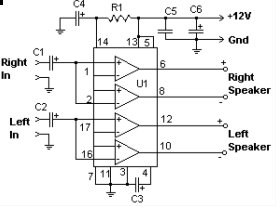 C4
R1
C5
C6
+12V
Gnd
14
13
5
C1
Right
In
1
U1
6
+
Right
Speaker
2
8
-
C2
Left
In
17
12
+
Left
Speaker
16
10
-
7
11
3
4
C3